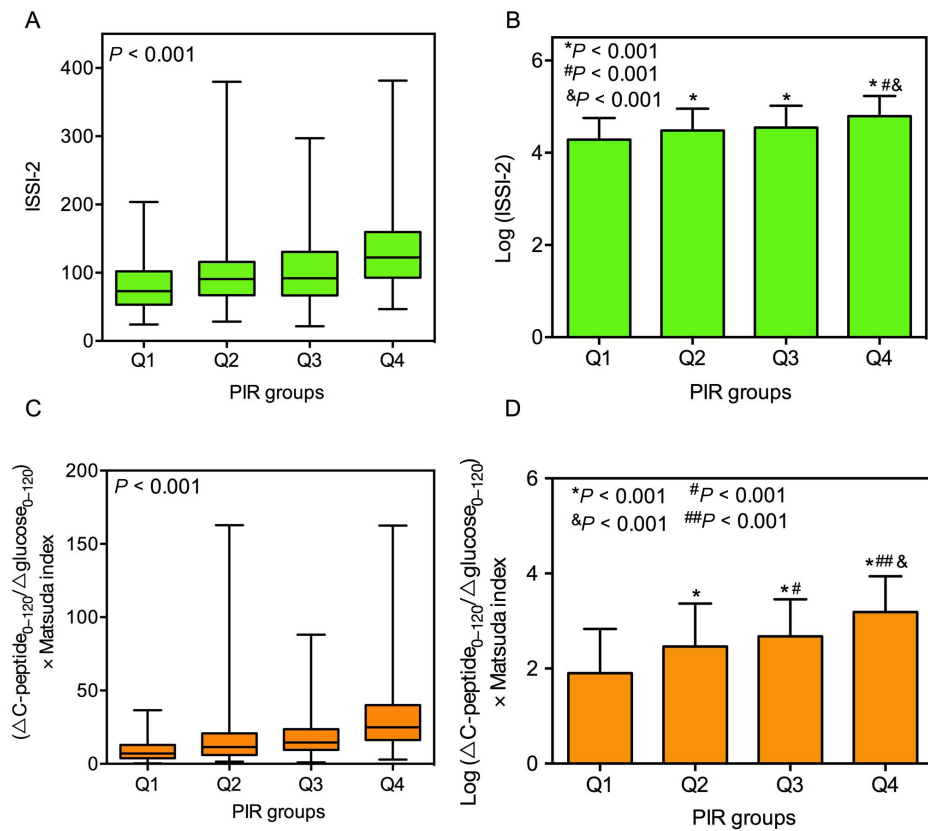 A
P < 0.001
400
300
200
100
0
ISSI-2
Q1 Q2 Q3 Q4
PIR groups
B
*P < 0.001
#P < 0.001
&P < 0.001
6
4
2
0
Log (ISSI-2)
* * * #&
Q1 Q2 Q3 Q4
PIR groups
C
P < 0.001
200
150
100
50
0
(△C-peptide0–120/△glucose0–120)
× Matsuda index
Q1 Q2 Q3 Q4
PIR groups
D
*P < 0.001 #P < 0.001
&P < 0.001 ##P < 0.001
6
4
2
0
Log (△C-peptide0–120/△glucose0–120)
× Matsuda index
* *# *##&
Q1 Q2 Q3 Q4
PIR groups